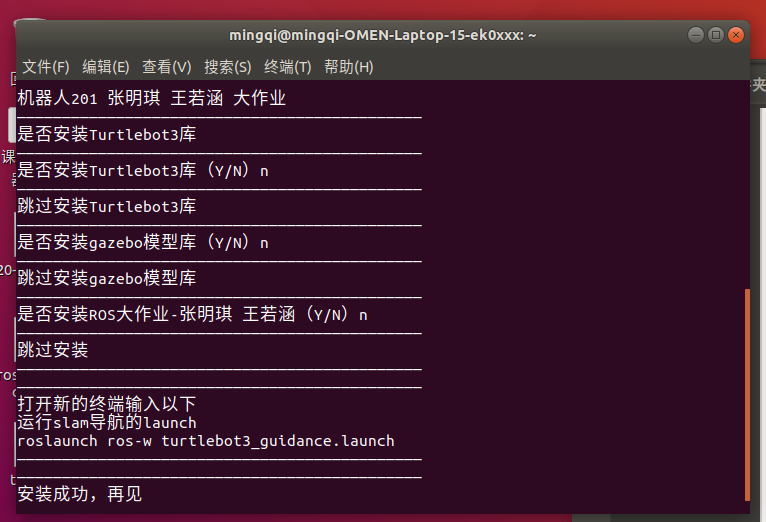 mingqi@mingqi-OMEN-Laptop-15-ek0xxx: ~
文件(F) 编辑(E) 查看(V) 搜索(S) 终端(T) 帮助(H)
机器人201 张明琪 王若涵 大作业
是否安装Turtlebot3库
是否安装Turtlebot3库（Y/N）n
跳过安装Turtlebot3库
是否安装gazebo模型库（Y/N）n
跳过安装gazebo模型库
是否安装ROS大作业-张明琪 王若涵（Y/N）n
跳过安装
打开新的终端输入以下
运行slam导航的launch
roslaunch ros-w turtlebot3_guidance.launch
安装成功，再见
课
20-
ros
夹